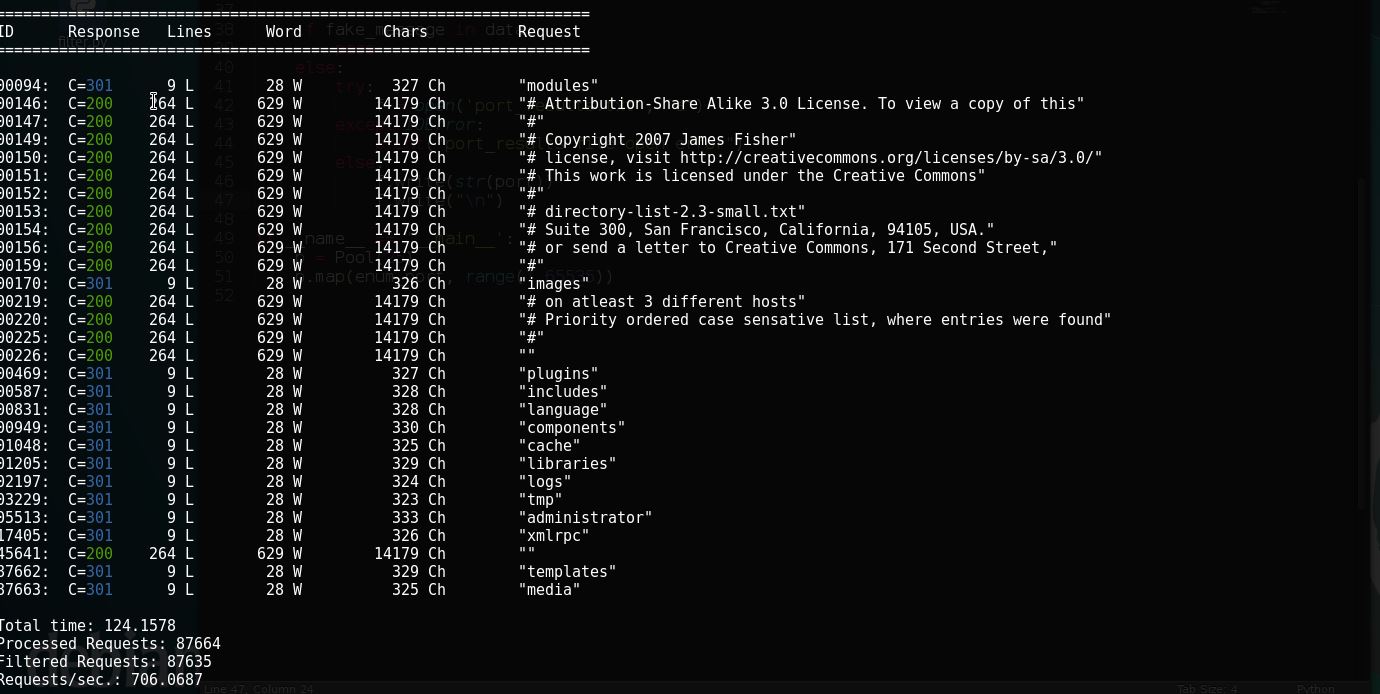 ==================================================================
ID      Response   Lines      Word         Chars          Request
==================================================================
00094:  C=301      9 L        28 W          327 Ch        "modules"
00146:  C=200    264 L       629 W        14179 Ch        "# Attribution-Share Alike 3.0 License. To view a copy of this"
00147:  C=200    264 L       629 W        14179 Ch        "#"
00149:  C=200    264 L       629 W        14179 Ch        "# Copyright 2007 James Fisher"
00150:  C=200    264 L       629 W        14179 Ch        "# license, visit http://creativecommons.org/licenses/by-sa/3.0/"
00151:  C=200    264 L       629 W        14179 Ch        "# This work is licensed under the Creative Commons"
00152:  C=200    264 L       629 W        14179 Ch        "#"
00153:  C=200    264 L       629 W        14179 Ch        "# directory-list-2.3-small.txt"
00154:  C=200    264 L       629 W        14179 Ch        "# Suite 300, San Francisco, California, 94105, USA."
00156:  C=200    264 L       629 W        14179 Ch        "# or send a letter to Creative Commons, 171 Second Street,"
00159:  C=200    264 L       629 W        14179 Ch        "#"
00170:  C=301      9 L        28 W          326 Ch        "images"
00219:  C=200    264 L       629 W        14179 Ch        "# on atleast 3 different hosts"
00220:  C=200    264 L       629 W        14179 Ch        "# Priority ordered case sensative list, where entries were found"
00225:  C=200    264 L       629 W        14179 Ch        "#"
00226:  C=200    264 L       629 W        14179 Ch        ""
00469:  C=301      9 L        28 W          327 Ch        "plugins"
00587:  C=301      9 L        28 W          328 Ch        "includes"
00831:  C=301      9 L        28 W          328 Ch        "language"
00949:  C=301      9 L        28 W          330 Ch        "components"
01048:  C=301      9 L        28 W          325 Ch        "cache"
01205:  C=301      9 L        28 W          329 Ch        "libraries"
02197:  C=301      9 L        28 W          324 Ch        "logs"
03229:  C=301      9 L        28 W          323 Ch        "tmp"
05513:  C=301      9 L        28 W          333 Ch        "administrator"
17405:  C=301      9 L        28 W          326 Ch        "xmlrpc"
45641:  C=200    264 L       629 W        14179 Ch        ""
87662:  C=301      9 L        28 W          329 Ch        "templates"
87663:  C=301      9 L        28 W          325 Ch        "media"
Total time: 124.1578
Processed Requests: 87664
Filtered Requests: 87635
Requests/sec.: 706.0687
Line 47, Column 24
Tab Size: 4
Python